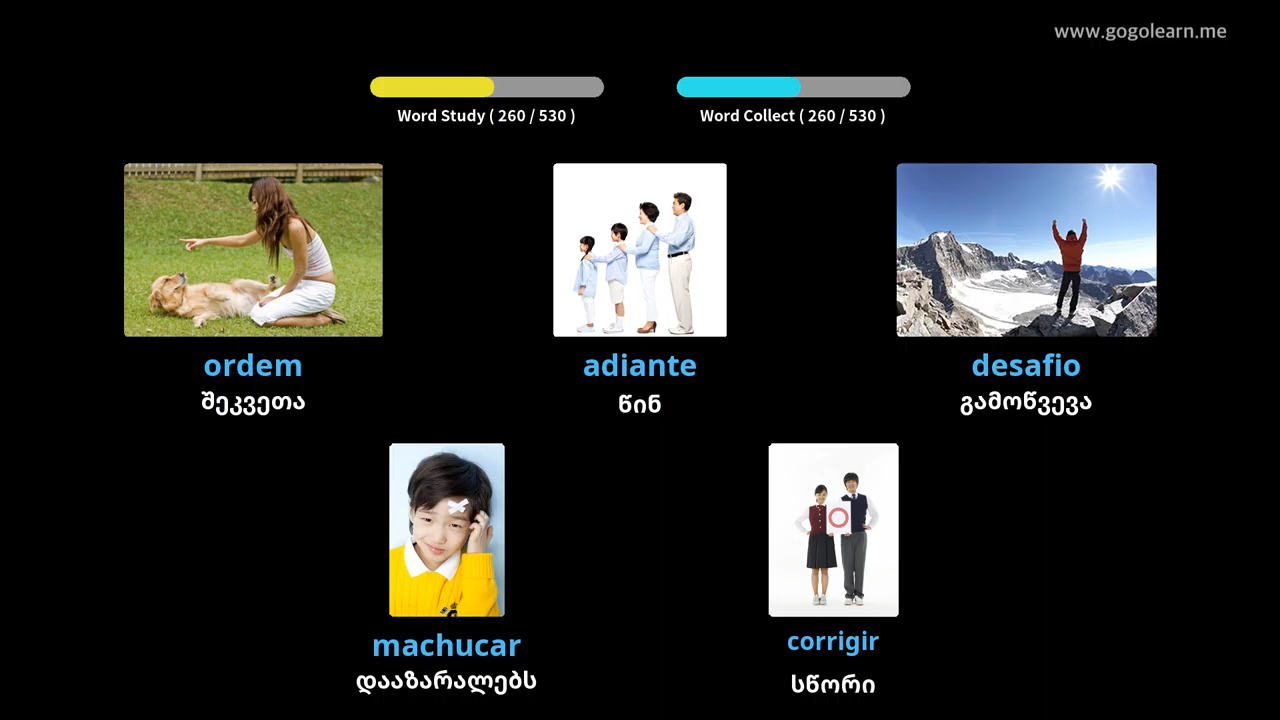 www.gogolearn.me
Word Study ( 260 / 530 )
Word Collect ( 260 / 530 )
ordem
შეკვეთა
adiante
წინ
desafio
გამოწვევა
machucar
დააზარალებს
corrigir
სწორი